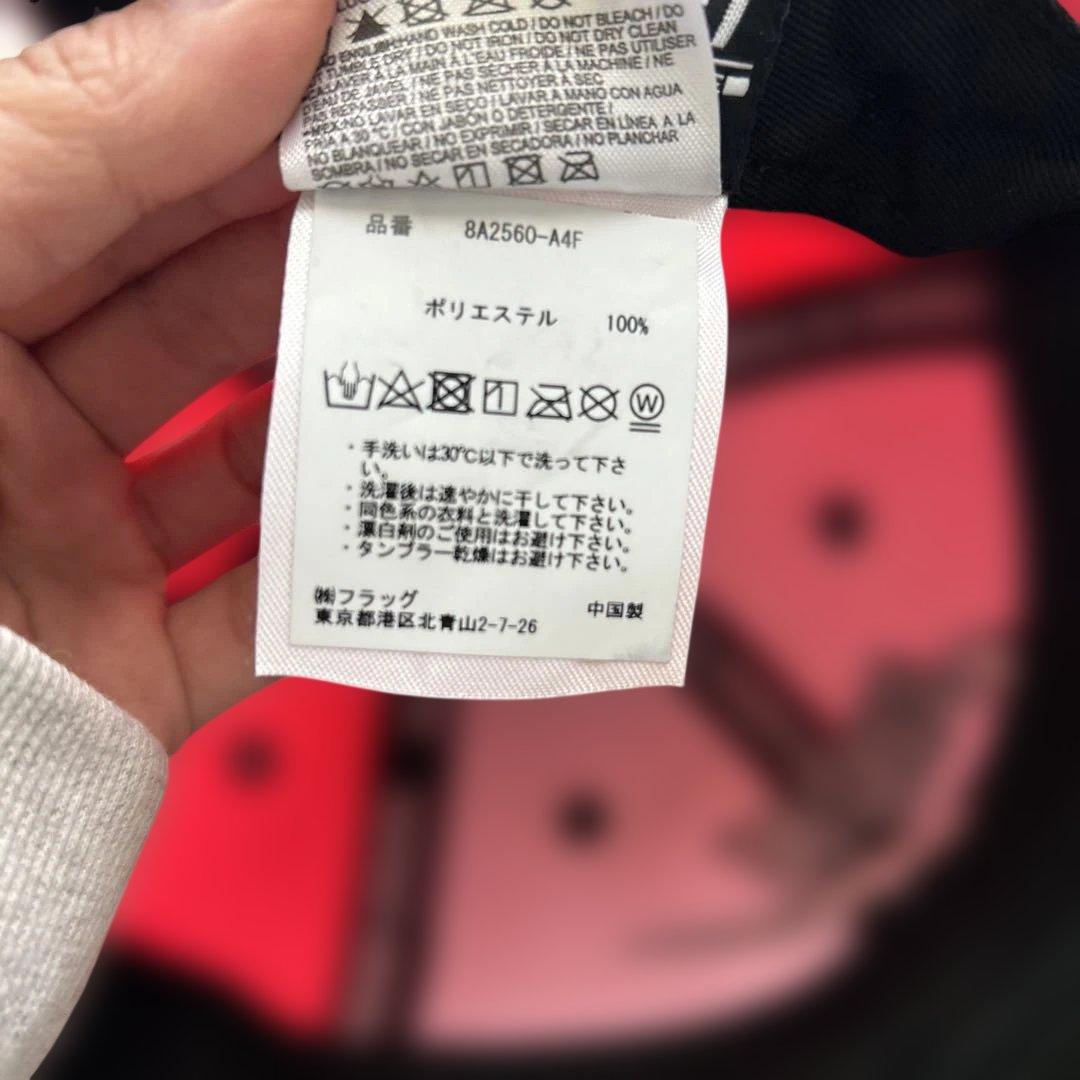 ENGLISH:HAND WASH COLD / DO NOT BLEACH / DO
TUMBLE DRY / DO NOT IRON / DO NOT DRY CLEAN
LAVER À LA MAIN À L'EAU FROIDE / NE PAS UTILISER
D'EAU DE JAVEL / NE PAS SÉCHER À LA MACHINE / NE
PAS REPASSER / NE PAS NETTOYER À SEC
LAVAR EN SECO / LAVAR A MANO CON AGUA
FRÍA A 30 °C / CON JABÓN O DETERGENTE /
NO BLANQUEAR / NO EXPRIMIR / SECAR EN LÍNEA A LA
SOMBRA / NO SECAR EN SECADORA / NO PLANCHAR
品番 8A2560-A4F
ポリエステル 100%
W
・手洗いは30℃以下で洗って下さ
い。
・洗濯後は速やかに干して下さい。
・同色系の衣料と洗濯して下さい。
・漂白剤のご使用はお避け下さい。
・タンブラー乾燥はお避け下さい。
㈱フラッグ 中国製
東京都港区北青山2-7-26